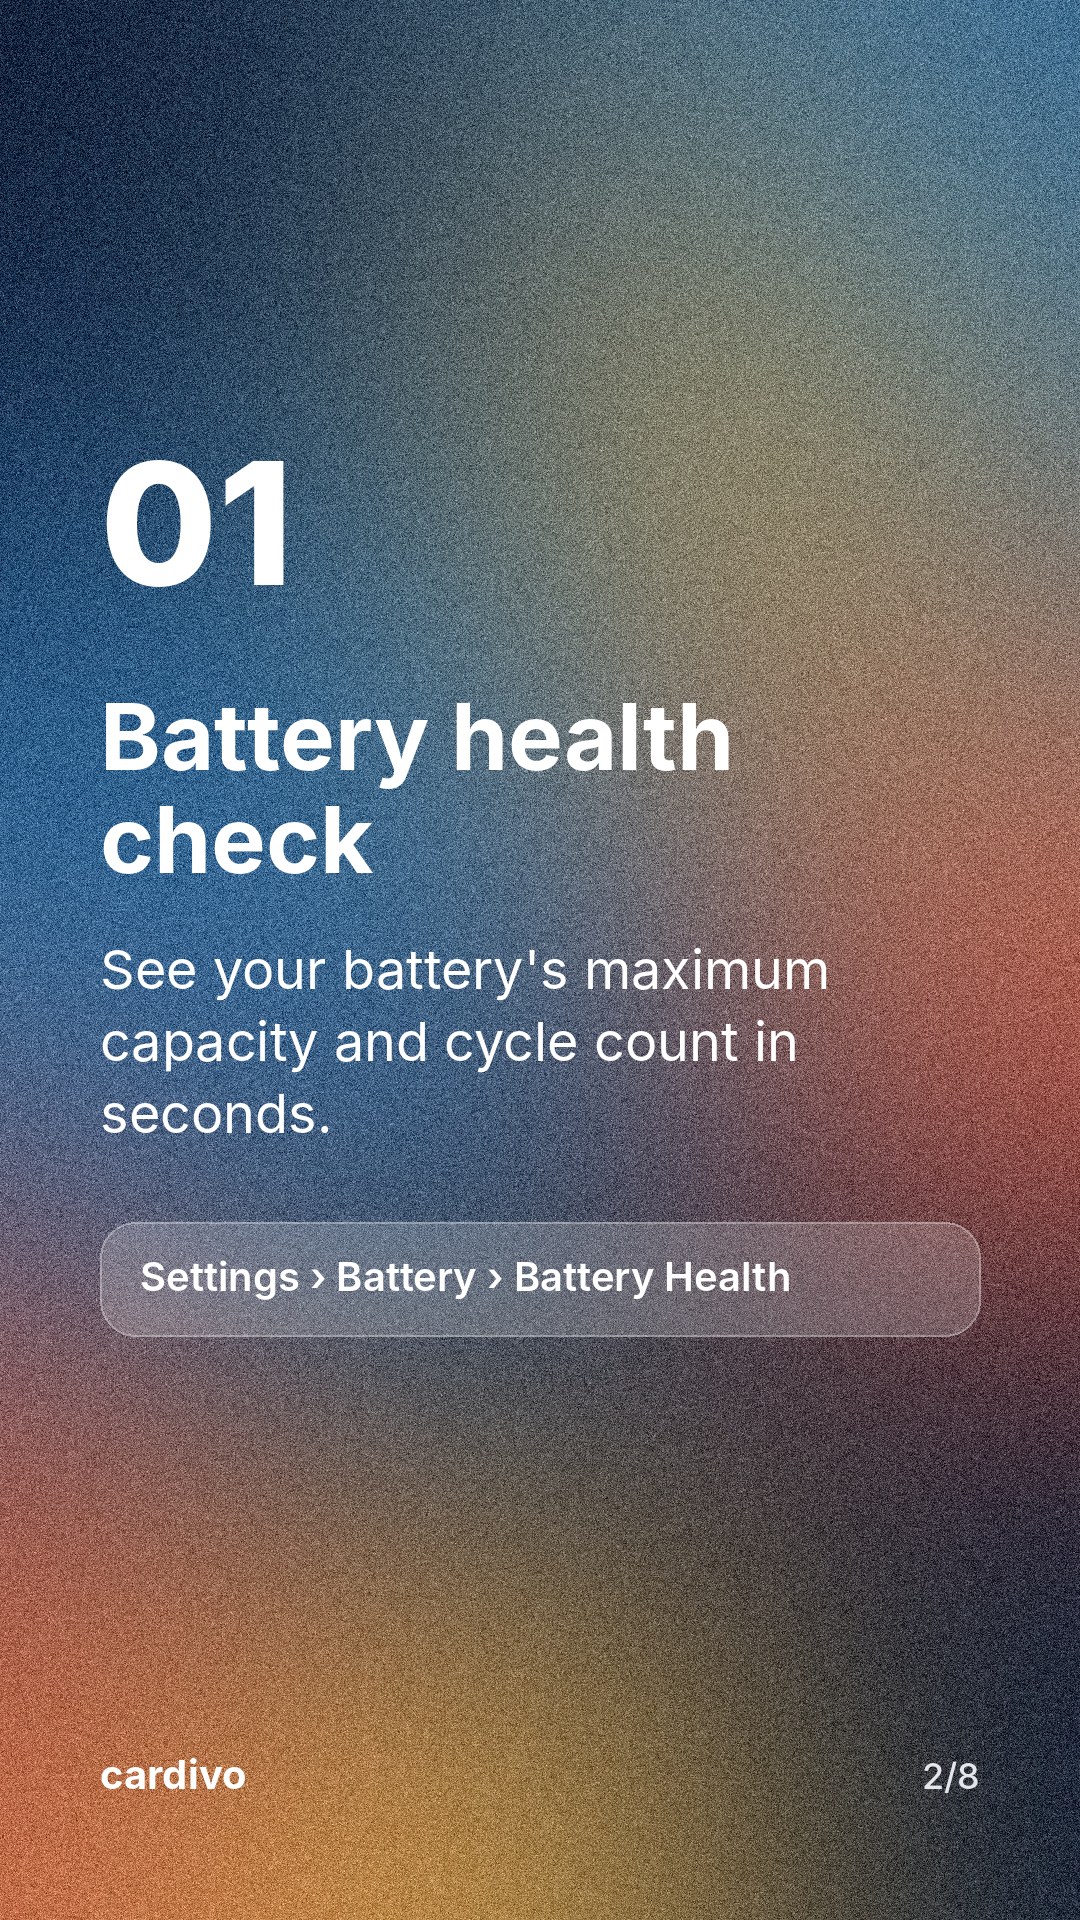 01
Battery health
check
See your battery's maximum
capacity and cycle count in
seconds.
Settings › Battery › Battery Health
cardivo
2/8